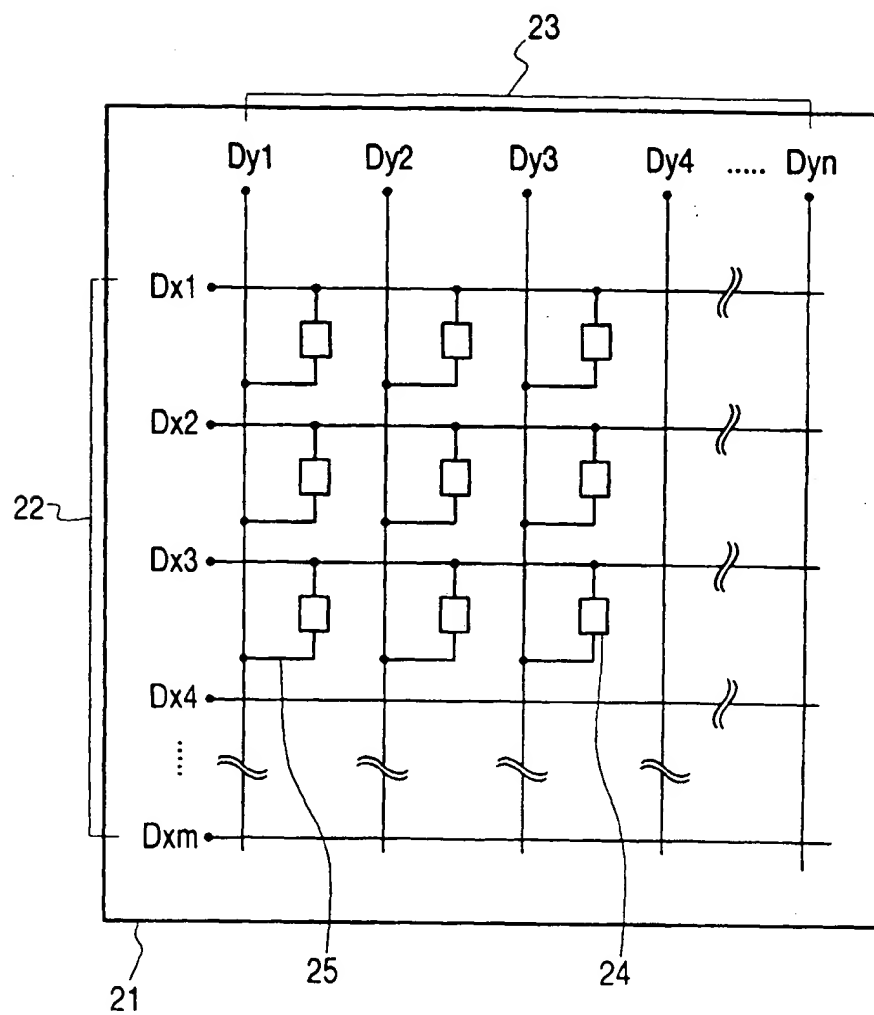 23
Dy1 Dy2 Dy3 Dy4 ..... Dyn
Dx1
Dx2
22
Dx3
Dx4
.....
Dxm
25
24
21